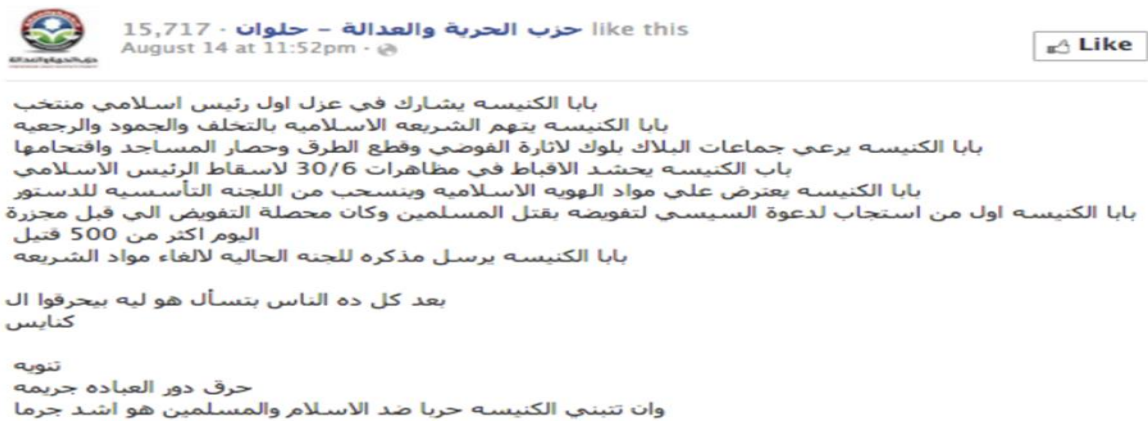 15,717 · حزب الحرية والعدالة – حلوان like this
August 14 at 11:52pm ·
Like
بابا الكنيسه يشارك في عزل اول رئيس اسلامي منتخب
بابا الكنيسه يتهم الشريعه الاسلاميه بالتخلف والجمود والرجعيه
بابا الكنيسه يرعي جماعات البلاك بلوك لاثارة الفوضي وقطع الطرق وحصار المساجد واقتحامها
باب الكنيسه يحشد الاقباط في مظاهرات 30/6 لاسقاط الرئيس الاسلامي
بابا الكنيسه يعترض علي مواد الهويه الاسلاميه وينسحب من اللجنه التأسسيه للدستور
بابا الكنيسه اول من استجاب لدعوة السيسي لتفويضه بقتل المسلمين وكان محصلة التفويض الي قبل مجزرة
اليوم اكثر من 500 قتيل
بابا الكنيسه يرسل مذكره للجنه الحاليه لالغاء مواد الشريعه
بعد كل ده الناس بتسأل هو ليه بيحرقوا ال
كنايس
تنويه
حرق دور العباده جريمه
وان تتبني الكنيسه حربا ضد الاسلام والمسلمين هو اشد جرما